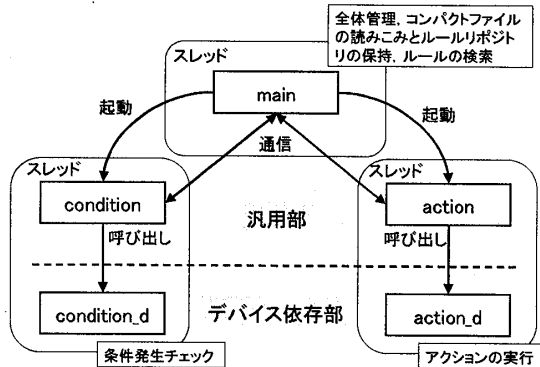 全体管理，コンパクトファイル
の読みこみとルールリポジト
リの保持，ルールの検索
スレッド
main
起動
起動
通信
スレッド
スレッド
condition
action
汎用部
呼び出し
呼び出し
condition_d
デバイス依存部
action_d
条件発生チェック
アクションの実行